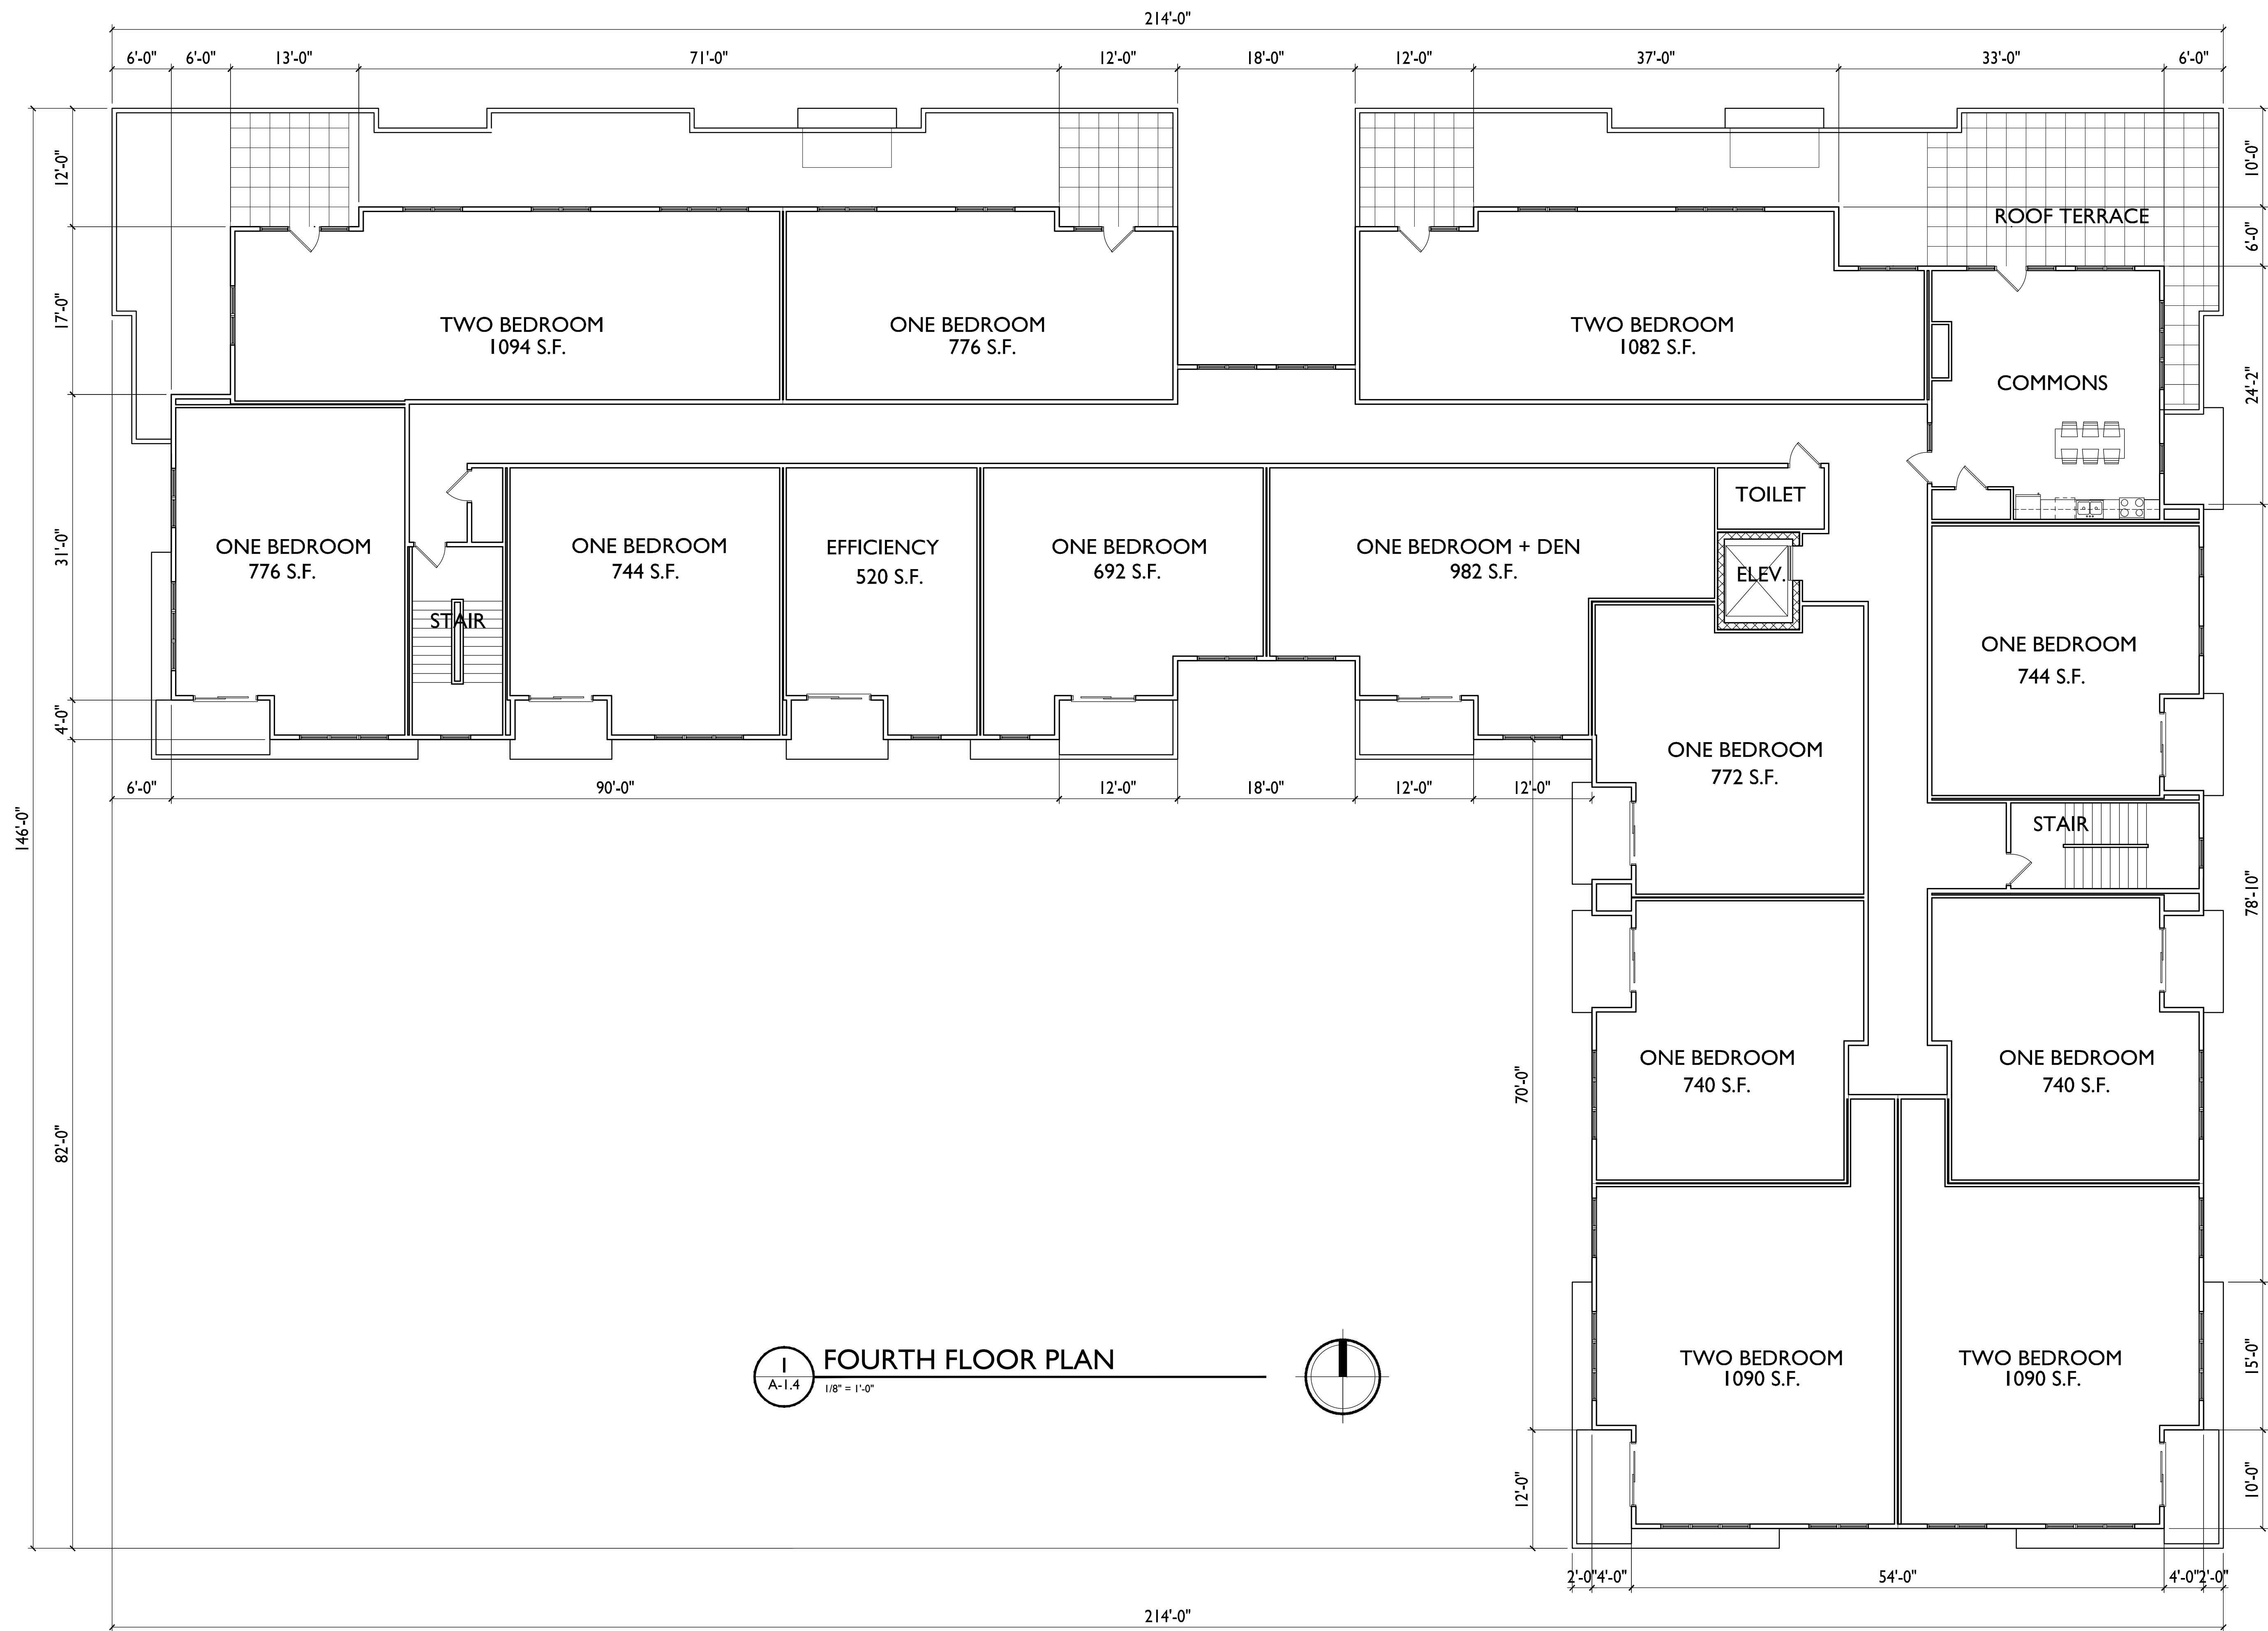 214'-0"
6'-0" 6'-0" 13'-0" 71'-0" 12'-0" 18'-0" 12'-0" 37'-0" 33'-0" 6'-0"
12'-0"
10'-0"
ROOF TERRACE
6'-0"
17'-0"
TWO BEDROOM
1094 S.F.
ONE BEDROOM
776 S.F.
TWO BEDROOM
1082 S.F.
COMMONS
24'-2"
TOILET
31'-0"
ONE BEDROOM
776 S.F.
STAIR
ONE BEDROOM
744 S.F.
EFFICIENCY
520 S.F.
ONE BEDROOM
692 S.F.
ONE BEDROOM + DEN
982 S.F.
ELEV.
ONE BEDROOM
744 S.F.
4'-0"
ONE BEDROOM
772 S.F.
6'-0" 90'-0" 12'-0" 18'-0" 12'-0" 12'-0"
146'-0"
STAIR
78'-10"
ONE BEDROOM
740 S.F.
ONE BEDROOM
740 S.F.
70'-0"
82'-0"
TWO BEDROOM
1090 S.F.
TWO BEDROOM
1090 S.F.
15'-0"
1
A-1.4
FOURTH FLOOR PLAN
1/8" = 1'-0"
12'-0"
10'-0"
2'-0" 4'-0" 54'-0" 4'-0" 2'-0"
214'-0"